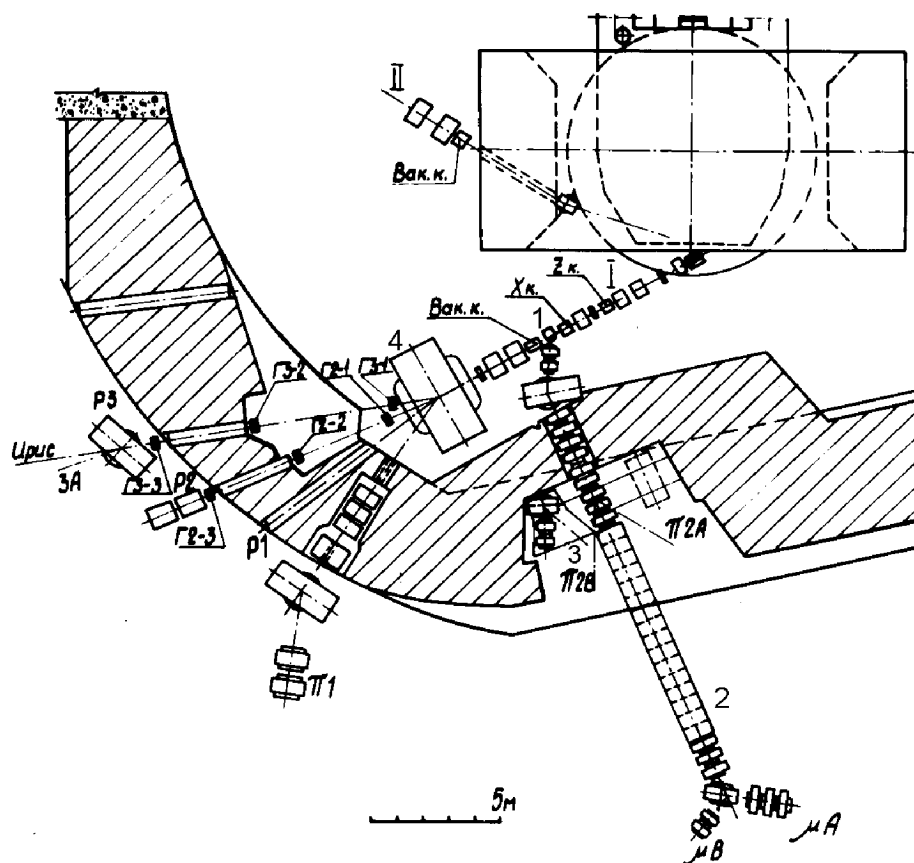 II
Вак.к.
Z к.
I
Xк.
Вак.к.
1
4
Г3-1
Г2-1
Г3-2
Г2-2
P3
Ирис
3А
Г3-3
P2
Г2-3
P1
П2А
3
П2В
П1
2
5м
μА
μВ